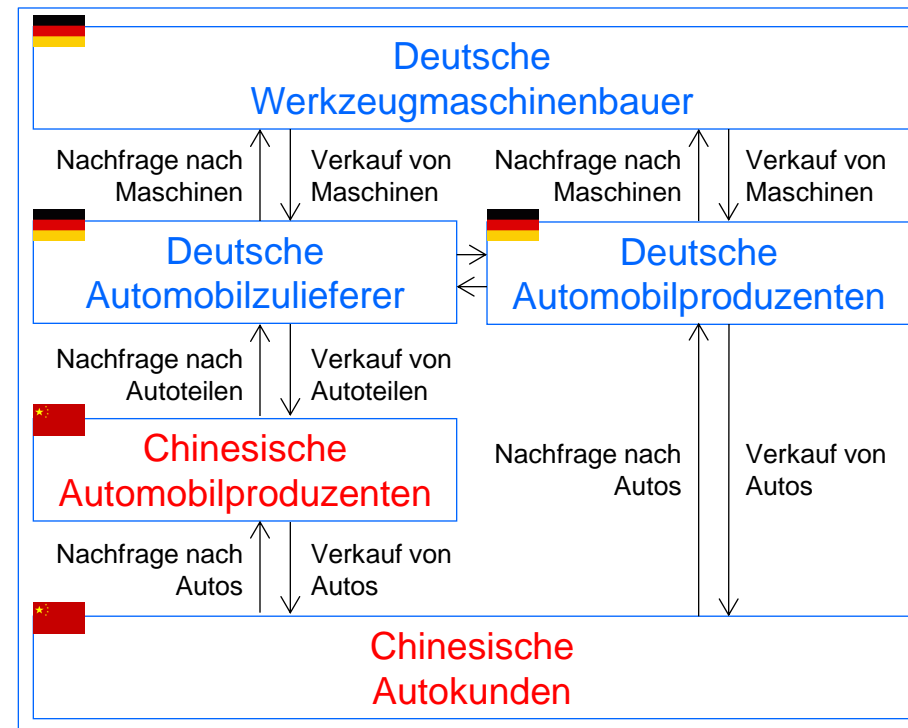 Deutsche
Werkzeugmaschinenbauer
Nachfrage nach
Maschinen
Verkauf von
Maschinen
Nachfrage nach
Maschinen
Verkauf von
Maschinen
Deutsche
Automobilzulieferer
Deutsche
Automobilproduzenten
Nachfrage nach
Autoteilen
Verkauf von
Autoteilen
Chinesische
Automobilproduzenten
Nachfrage nach
Autos
Verkauf von
Autos
Nachfrage nach
Autos
Verkauf von
Autos
Chinesische
Autokunden